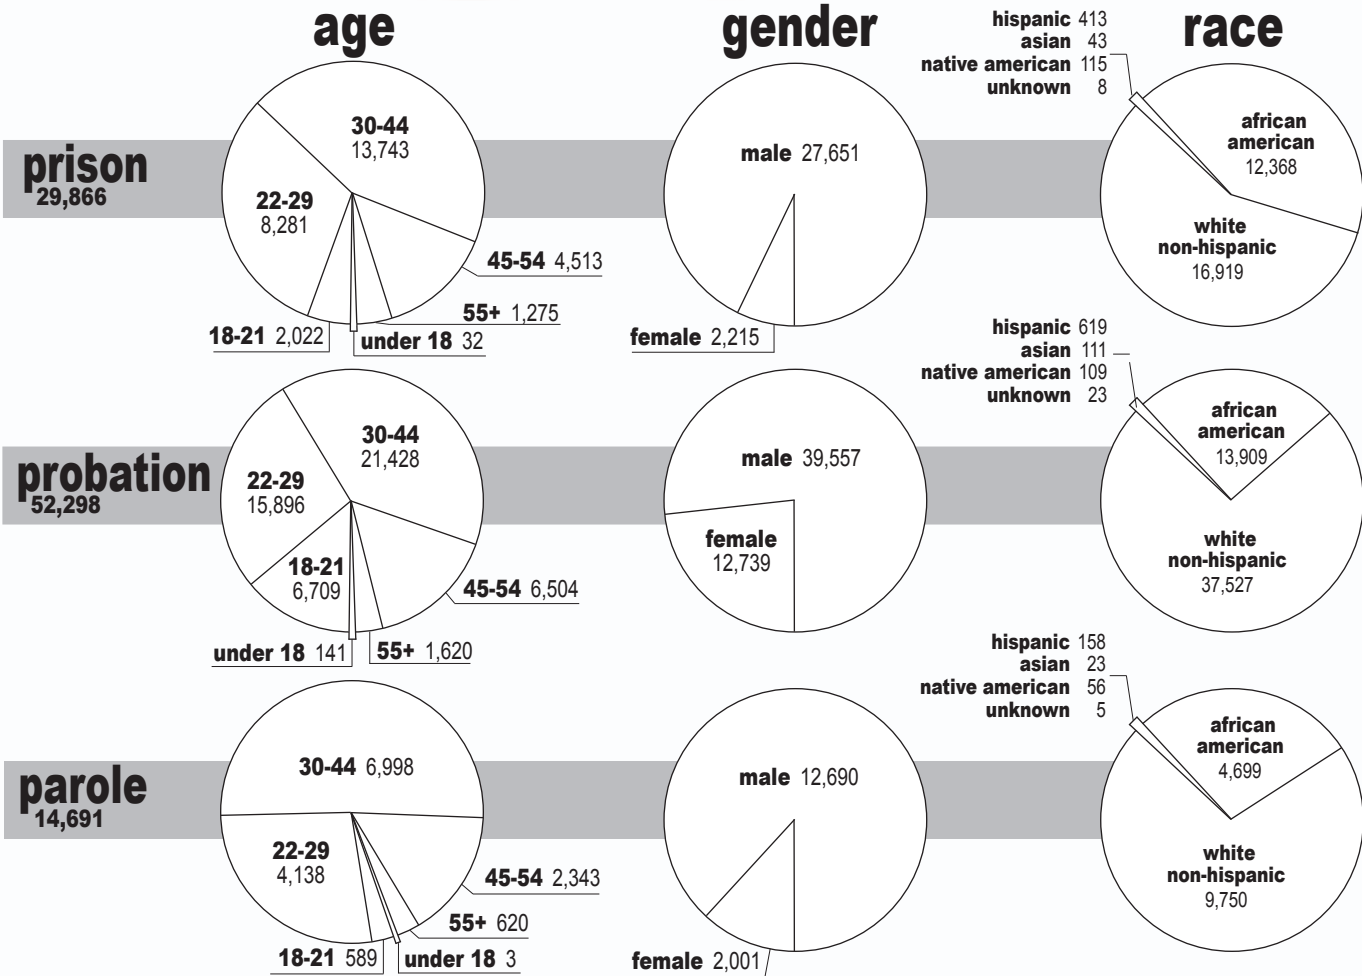 age
gender
race
prison
29,866
30-44
13,743
22-29
8,281
45-54 4,513
55+ 1,275
18-21 2,022
under 18 32
male 27,651
female 2,215
hispanic 413
asian 43
native american 115
unknown 8
african
american
12,368
white
non-hispanic
16,919
probation
52,298
30-44
21,428
22-29
15,896
18-21
6,709
45-54 6,504
under 18 141
55+ 1,620
male 39,557
female
12,739
hispanic 619
asian 111
native american 109
unknown 23
african
american
13,909
white
non-hispanic
37,527
parole
14,691
30-44 6,998
22-29
4,138
45-54 2,343
55+ 620
18-21 589
under 18 3
male 12,690
female 2,001
hispanic 158
asian 23
native american 56
unknown 5
african
american
4,699
white
non-hispanic
9,750